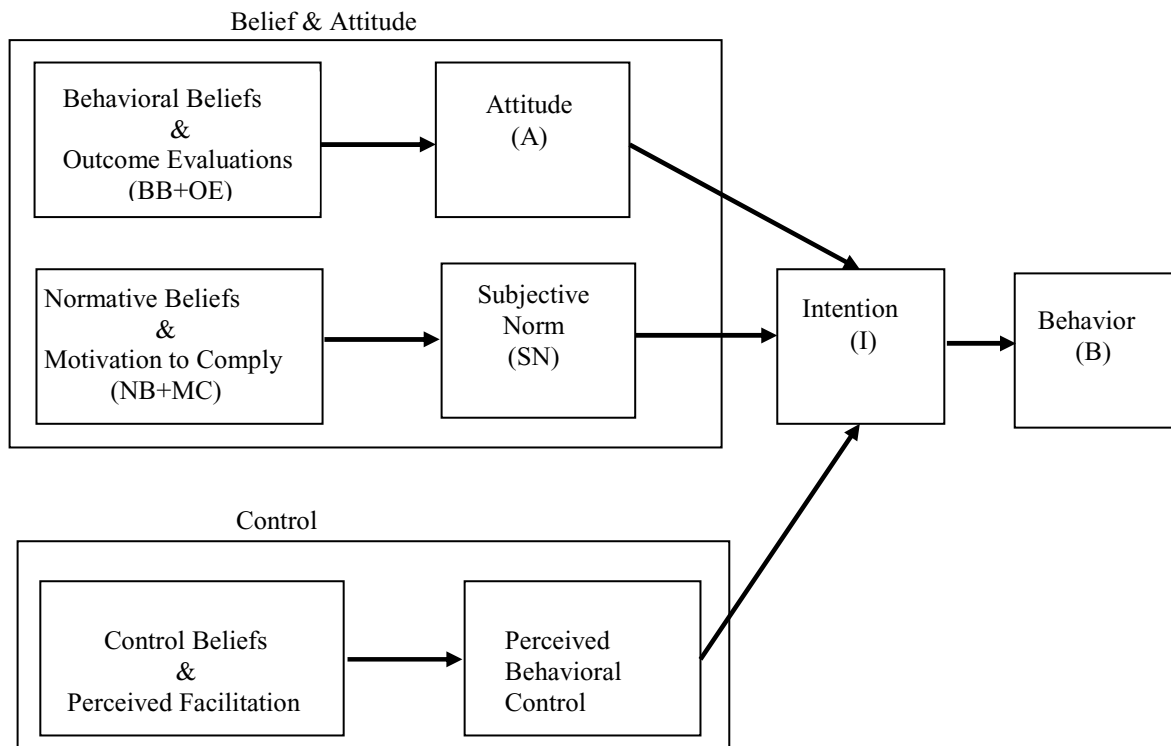 Belief & Attitude
Behavioral Beliefs
&
Outcome Evaluations
(BB+OE)
Attitude
(A)
Normative Beliefs
&
Motivation to Comply
(NB+MC)
Subjective
Norm
(SN)
Intention
(I)
Behavior
(B)
Control
Control Beliefs
&
Perceived Facilitation
Perceived
Behavioral
Control